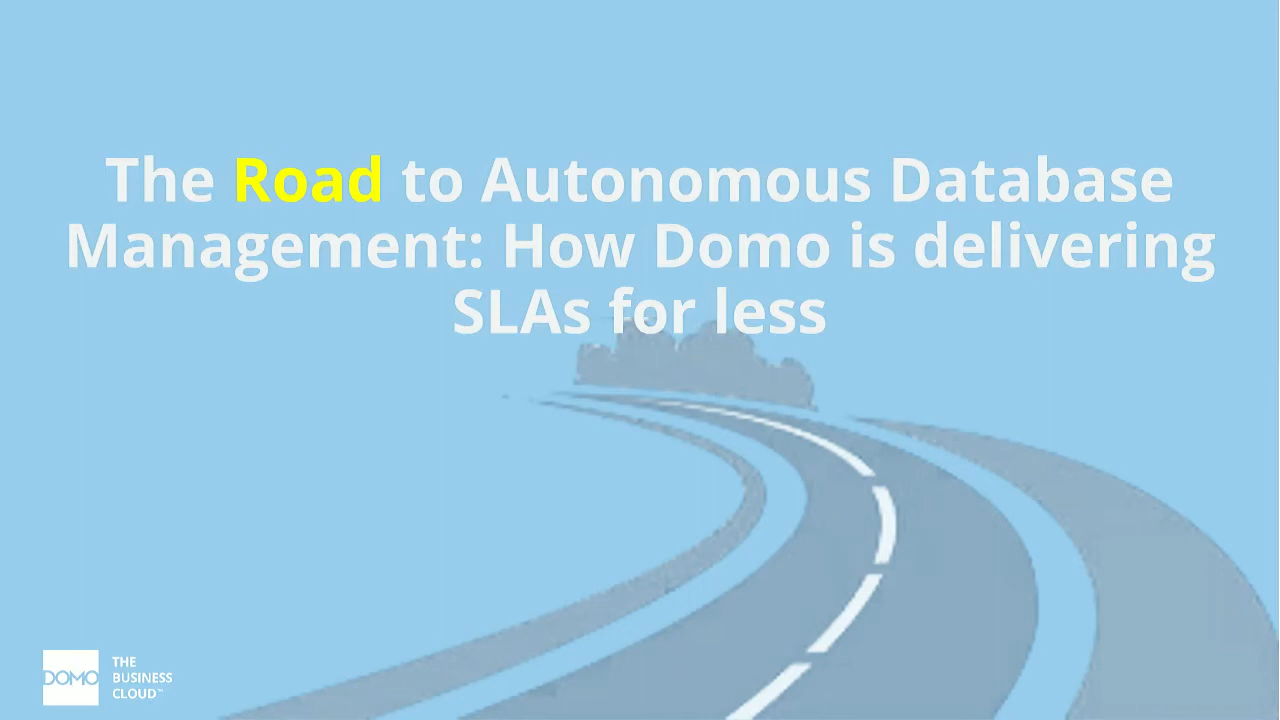 The Road to Autonomous Database
Management: How Domo is delivering
SLAs for less
DOMO
THE
BUSINESS
CLOUD™